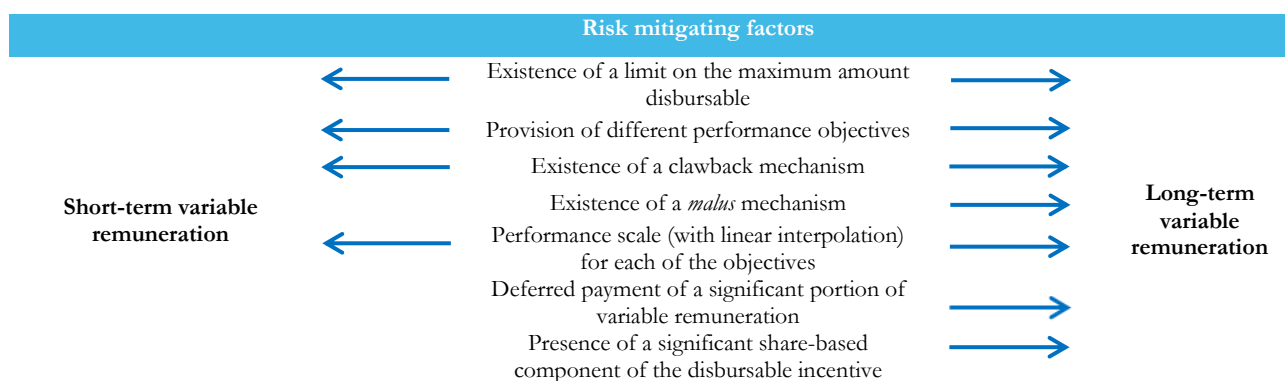 Risk mitigating factors
Existence of a limit on the maximum amount
disbursable
Provision of different performance objectives
Existence of a clawback mechanism
Existence of a malus mechanism
Performance scale (with linear interpolation)
for each of the objectives
Deferred payment of a significant portion of
variable remuneration
Presence of a significant share-based
component of the disbursable incentive
Short-term variable
remuneration
Long-term
variable
remuneration